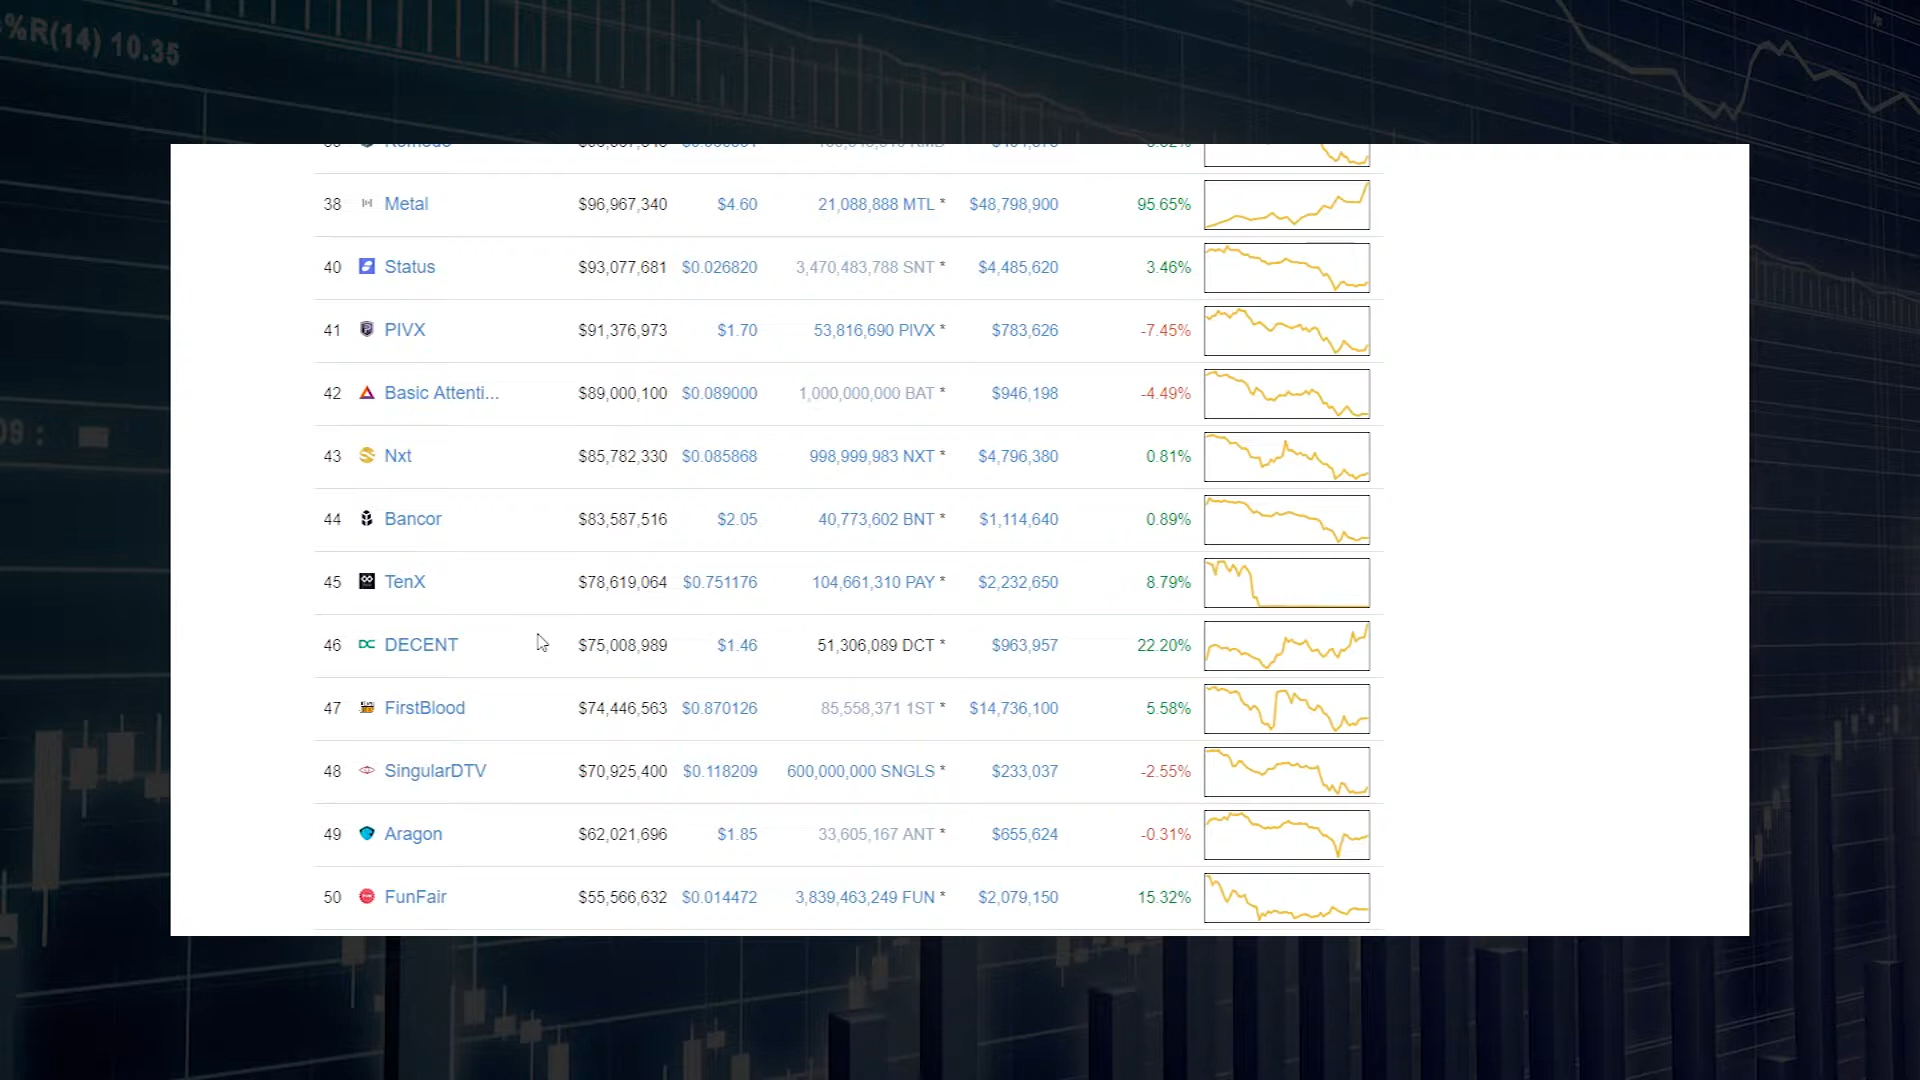 %R(14) 10.35
09 :
38 Metal $96,967,340 $4.60 21,088,888 MTL * $48,798,900 95.65%
40 Status $93,077,681 $0.026820 3,470,483,788 SNT * $4,485,620 3.46%
41 PIVX $91,376,973 $1.70 53,816,690 PIVX * $783,626 -7.45%
42 Basic Attenti... $89,000,100 $0.089000 1,000,000,000 BAT * $946,198 -4.49%
43 Nxt $85,782,330 $0.085868 998,999,983 NXT * $4,796,380 0.81%
44 Bancor $83,587,516 $2.05 40,773,602 BNT * $1,114,640 0.89%
45 TenX $78,619,064 $0.751176 104,661,310 PAY * $2,232,650 8.79%
46 DECENT $75,008,989 $1.46 51,306,089 DCT * $963,957 22.20%
47 FirstBlood $74,446,563 $0.870126 85,558,371 1ST * $14,736,100 5.58%
48 SingularDTV $70,925,400 $0.118209 600,000,000 SNGLS * $233,037 -2.55%
49 Aragon $62,021,696 $1.85 33,605,167 ANT * $655,624 -0.31%
50 FunFair $55,566,632 $0.014472 3,839,463,249 FUN * $2,079,150 15.32%